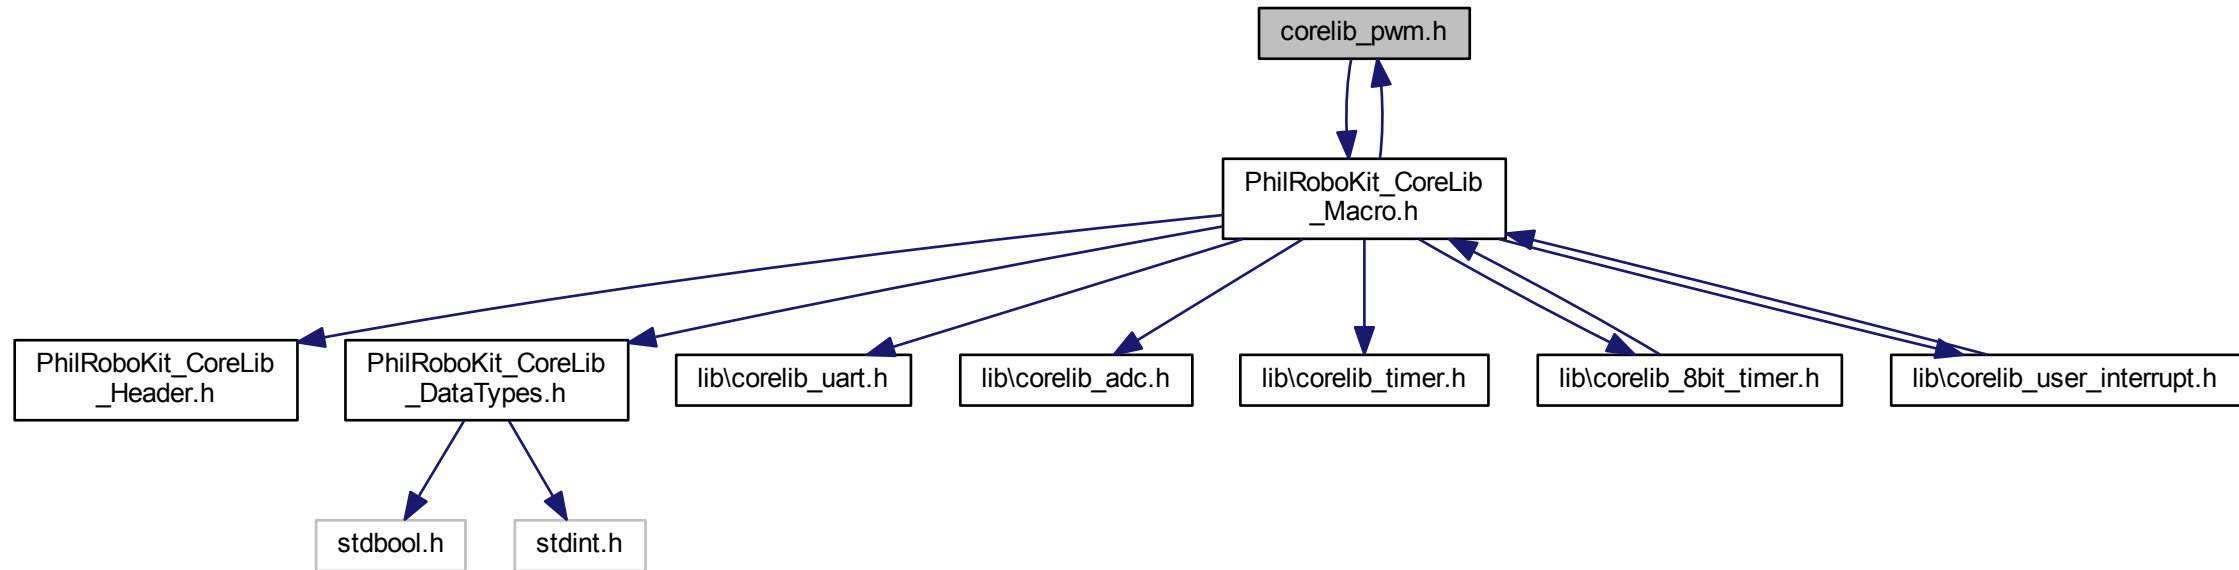 corelib_pwm.h
PhilRoboKit_CoreLib
_Macro.h
PhilRoboKit_CoreLib
_Header.h
PhilRoboKit_CoreLib
_DataTypes.h
lib\corelib_uart.h
lib\corelib_adc.h
lib\corelib_timer.h
lib\corelib_8bit_timer.h
lib\corelib_user_interrupt.h
stdbool.h
stdint.h